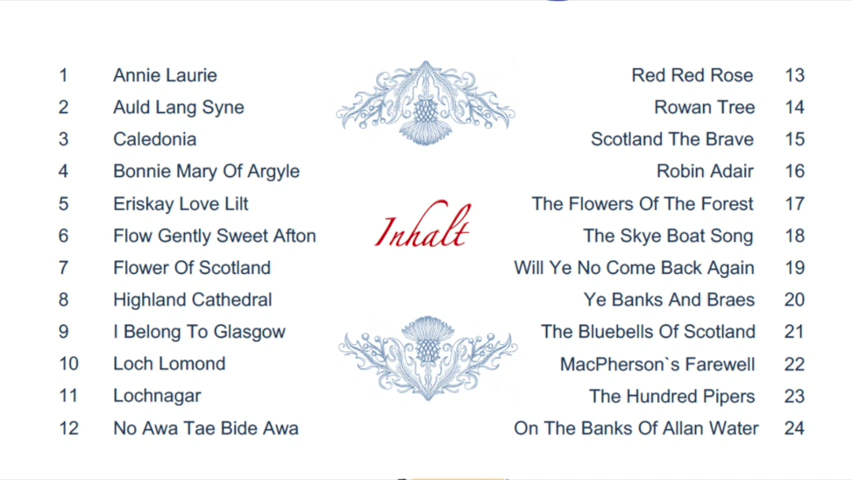 1 Annie Laurie
2 Auld Lang Syne
3 Caledonia
4 Bonnie Mary Of Argyle
5 Eriskay Love Lilt
6 Flow Gently Sweet Afton
7 Flower Of Scotland
8 Highland Cathedral
9 I Belong To Glasgow
10 Loch Lomond
11 Lochnagar
12 No Awa Tae Bide Awa
Inhalt
Red Red Rose 13
Rowan Tree 14
Scotland The Brave 15
Robin Adair 16
The Flowers Of The Forest 17
The Skye Boat Song 18
Will Ye No Come Back Again 19
Ye Banks And Braes 20
The Bluebells Of Scotland 21
MacPherson`s Farewell 22
The Hundred Pipers 23
On The Banks Of Allan Water 24